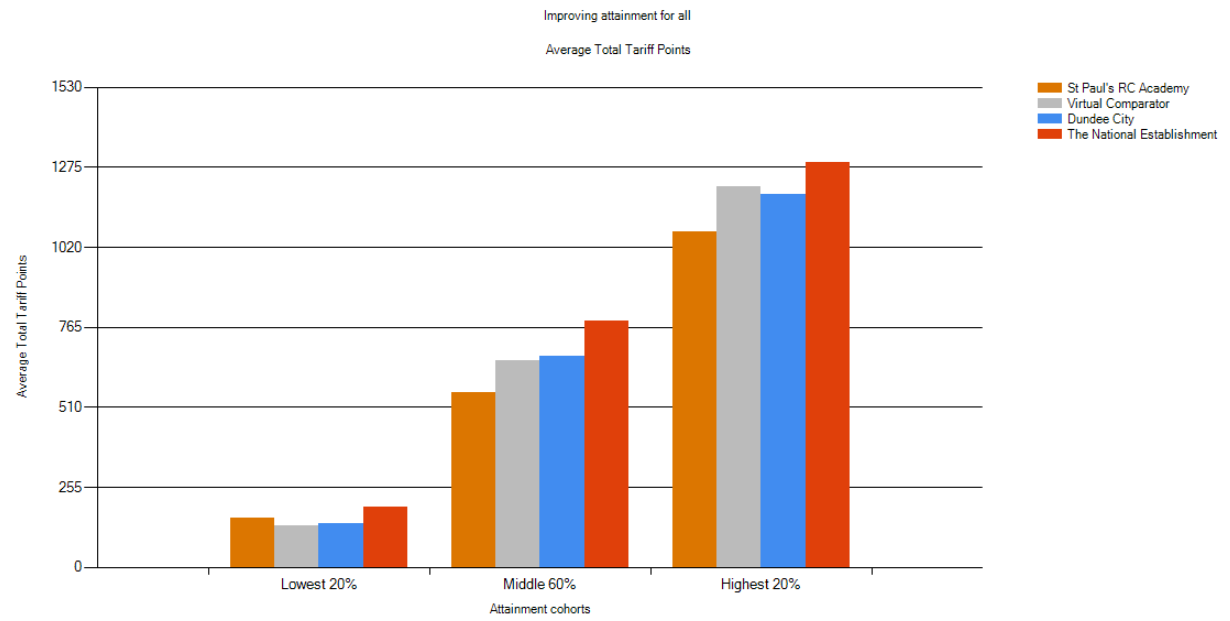 Improving attainment for all
Average Total Tariff Points
1530
1275
1020
765
510
255
0
Average Total Tariff Points
Lowest 20%
Middle 60%
Highest 20%
Attainment cohorts
St Paul's RC Academy
Virtual Comparator
Dundee City
The National Establishment